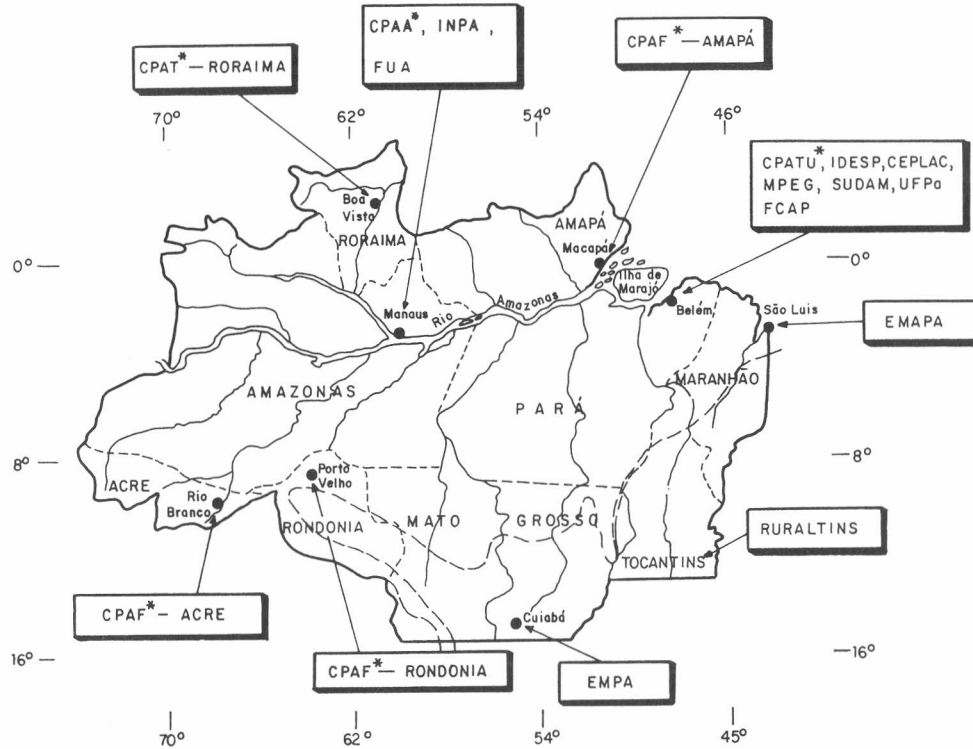 CPAA*, INPA,
FUA
CPAF*—AMAPÁ
CPAT*—RORAIMA
70° 62° 54° 46°
CPATU*, IDESP, CEPLAC,
MPEG, SUDAM, UFPa
FCAP
Boa
Vista
RORAIMA
AMAPÁ
Macapá
0° 0°
Ilha de
Marajó
Rio Amazonas
Manaus
Belém
São Luis
EMAPA
AMAZONAS
PARÁ
MARANHÃO
8° 8°
ACRE
Rio
Branco
Porto
Velho
RONDONIA
MATO GROSSO
TOCANTINS
RURALTINS
CPAF*—ACRE
Cuiabá
16° 16°
CPAF*—RONDONIA
EMPA
70° 62° 54° 45°